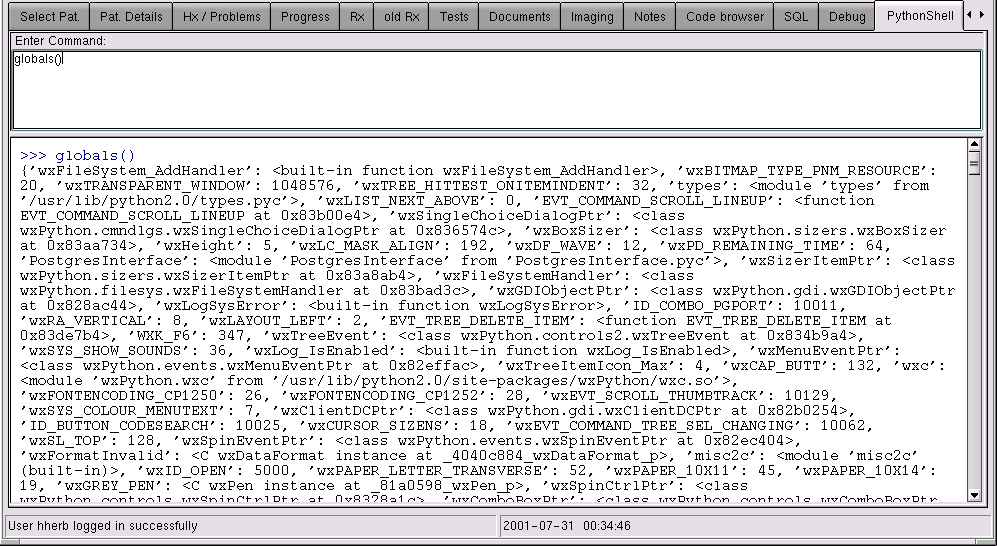 Select Pat. Pat. Details Hx / Problems Progress Rx old Rx Tests Documents Imaging Notes Code browser SQL Debug PythonShell
Enter Command:
globals()
>>> globals()
{'wxFileSystem_AddHandler': <built-in function wxFileSystem_AddHandler>, 'wxBITMAP_TYPE_PNM_RESOURCE':
20, 'wxTRANSPARENT_WINDOW': 1048576, 'wxTREE_HITTEST_ONITEMINDENT': 32, 'types': <module 'types' from
'/usr/lib/python2.0/types.pyc'>, 'wxLIST_NEXT_ABOVE': 0, 'EVT_COMMAND_SCROLL_LINEUP': <function
EVT_COMMAND_SCROLL_LINEUP at 0x83b00e4>, 'wxSingleChoiceDialogPtr': <class
wxPython.cmndlgs.wxSingleChoiceDialogPtr at 0x836574c>, 'wxBoxSizer': <class wxPython.sizers.wxBoxSizer
at 0x83aa734>, 'wxHeight': 5, 'wxLC_MASK_ALIGN': 192, 'wxDF_WAVE': 12, 'wxPD_REMAINING_TIME': 64,
'PostgresInterface': <module 'PostgresInterface' from 'PostgresInterface.pyc'>, 'wxSizerItemPtr': <class
wxPython.sizers.wxSizerItemPtr at 0x83a8ab4>, 'wxFileSystemHandler': <class
wxPython.filesys.wxFileSystemHandler at 0x83bad3c>, 'wxGDIObjectPtr': <class wxPython.gdi.wxGDIObjectPtr
at 0x828ac44>, 'wxLogSysError': <built-in function wxLogSysError>, 'ID_COMBO_PGPORT': 10011,
'wxRA_VERTICAL': 8, 'wxLAYOUT_LEFT': 2, 'EVT_TREE_DELETE_ITEM': <function EVT_TREE_DELETE_ITEM at
0x83de7b4>, 'WXK_F6': 347, 'wxTreeEvent': <class wxPython.controls2.wxTreeEvent at 0x834b9a4>,
'wxSYS_SHOW_SOUNDS': 36, 'wxLog_IsEnabled': <built-in function wxLog_IsEnabled>, 'wxMenuEventPtr':
<class wxPython.events.wxMenuEventPtr at 0x82effac>, 'wxTreeItemIcon_Max': 4, 'wxCAP_BUTT': 132, 'wxc':
<module 'wxPython.wxc' from '/usr/lib/python2.0/site-packages/wxPython/wxc.so'>,
'wxFONTENCODING_CP1250': 26, 'wxFONTENCODING_CP1252': 28, 'wxEVT_SCROLL_THUMBTRACK': 10129,
'wxSYS_COLOUR_MENUTEXT': 7, 'wxClientDCPtr': <class wxPython.gdi.wxClientDCPtr at 0x82b0254>,
'ID_BUTTON_CODESEARCH': 10025, 'wxCURSOR_SIZENS': 18, 'wxEVT_COMMAND_TREE_SEL_CHANGING': 10062,
'wxSL_TOP': 128, 'wxSpinEventPtr': <class wxPython.events.wxSpinEventPtr at 0x82ec404>,
'wxFormatInvalid': <C wxDataFormat instance at _4040c884_wxDataFormat_p>, 'misc2c': <module 'misc2c'
(built-in)>, 'wxID_OPEN': 5000, 'wxPAPER_LETTER_TRANSVERSE': 52, 'wxPAPER_10X11': 45, 'wxPAPER_10X14':
19, 'wxGREY_PEN': <C wxPen instance at _81a0598_wxPen_p>, 'wxSpinCtrlPtr': <class
wxPython.controls.wxSpinCtrlPtr at 0x8328a1c>, 'wxComboBoxPtr': <class wxPython.controls.wxComboBoxPtr
User hherb logged in successfully
2001-07-31 00:34:46